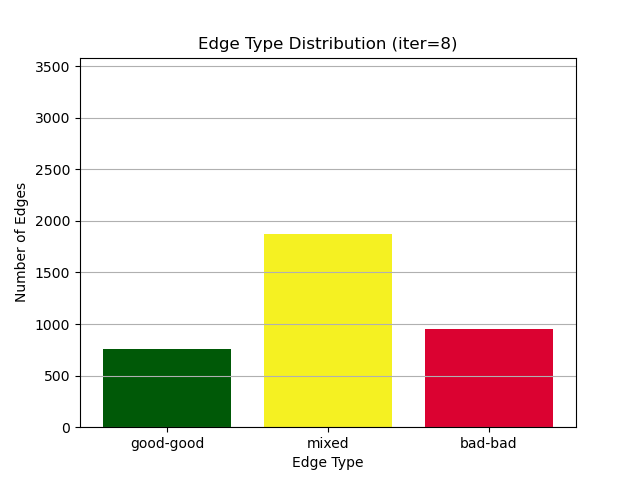 Edge Type Distribution (iter=8)
Number of Edges
3500
3000
2500
2000
1500
1000
500
0
good-good
mixed
bad-bad
Edge Type